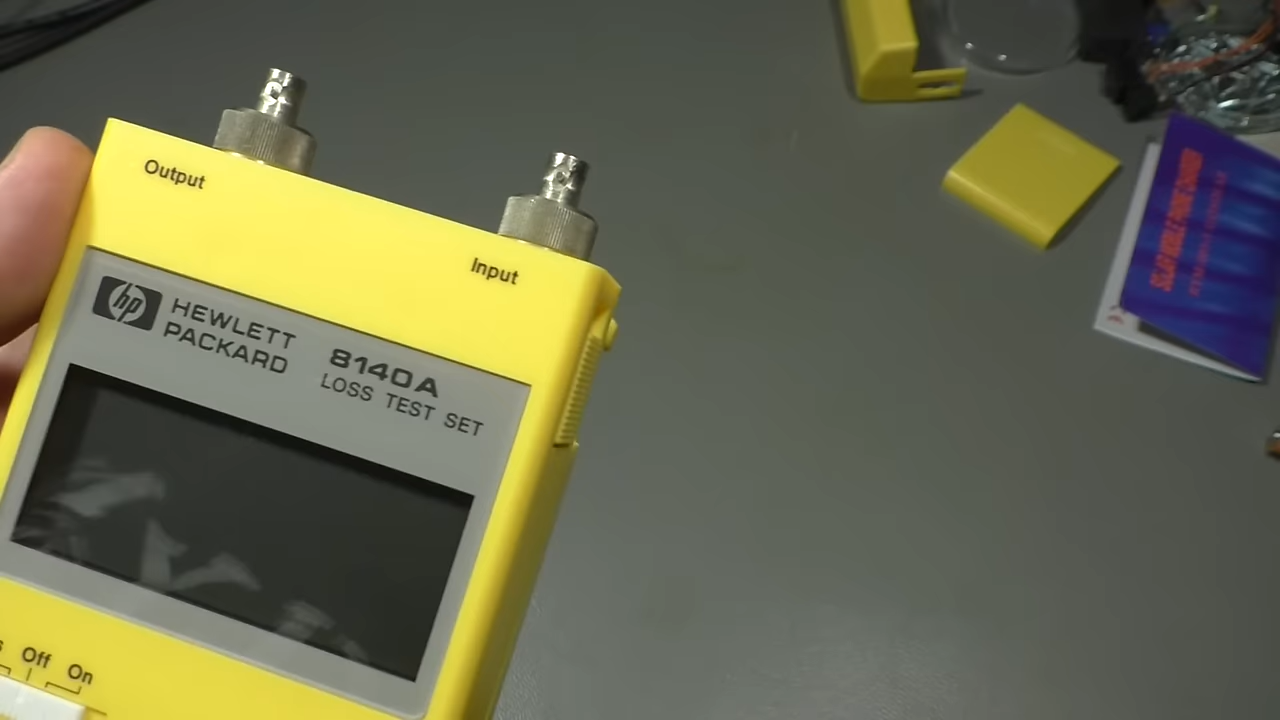 Output
Input
hp HEWLETT
PACKARD
8140A
LOSS TEST SET
Off On